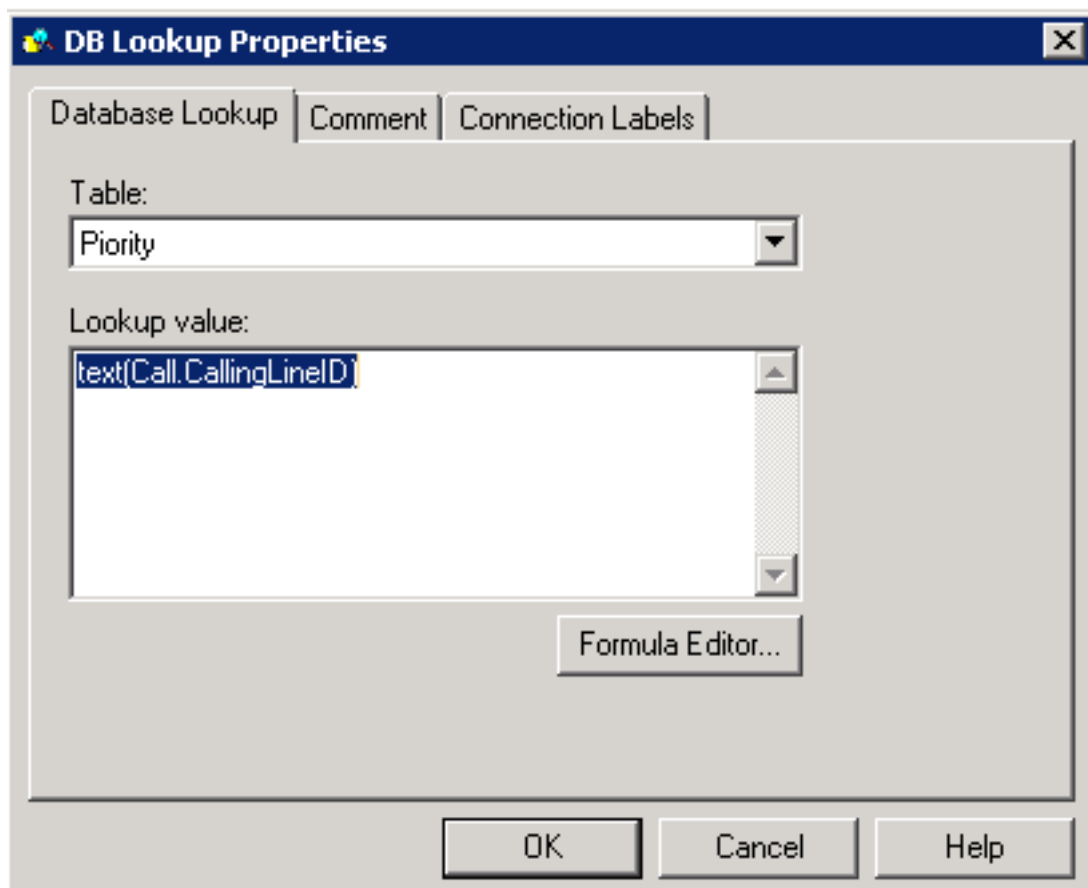 DB Lookup Properties
Database Lookup Comment Connection Labels
Table:
Piority
Lookup value:
text(Call.CallingLineID)
Formula Editor...
OK Cancel Help